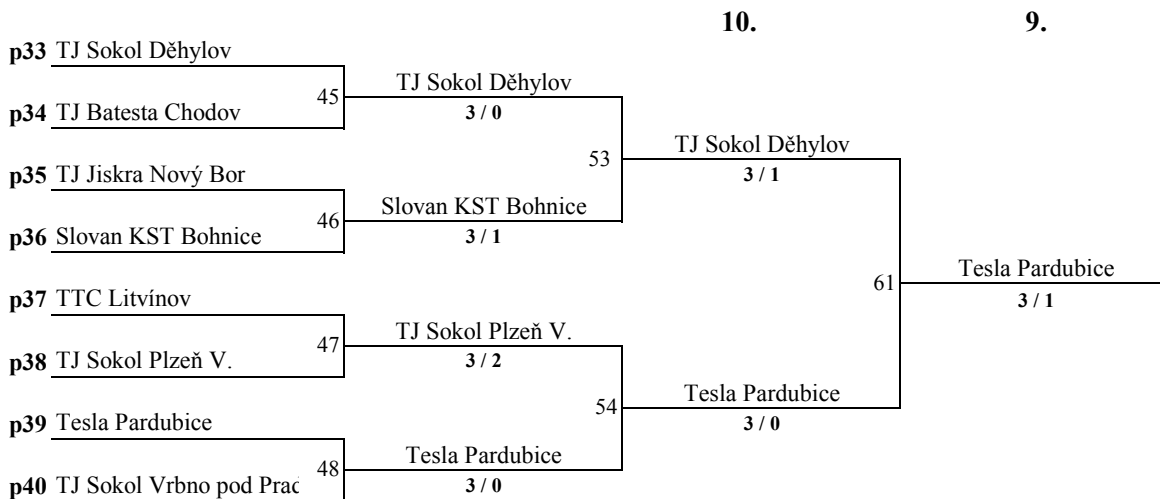 10. 9.
p33 TJ Sokol Děhylov
45 TJ Sokol Děhylov
p34 TJ Batesta Chodov
3 / 0
53 TJ Sokol Děhylov
3 / 1
p35 TJ Jiskra Nový Bor
46 Slovan KST Bohnice
p36 Slovan KST Bohnice
3 / 1
61 Tesla Pardubice
3 / 1
p37 TTC Litvínov
47 TJ Sokol Plzeň V.
p38 TJ Sokol Plzeň V.
3 / 2
54 Tesla Pardubice
3 / 0
p39 Tesla Pardubice
48 Tesla Pardubice
p40 TJ Sokol Vrbno pod Prad
3 / 0